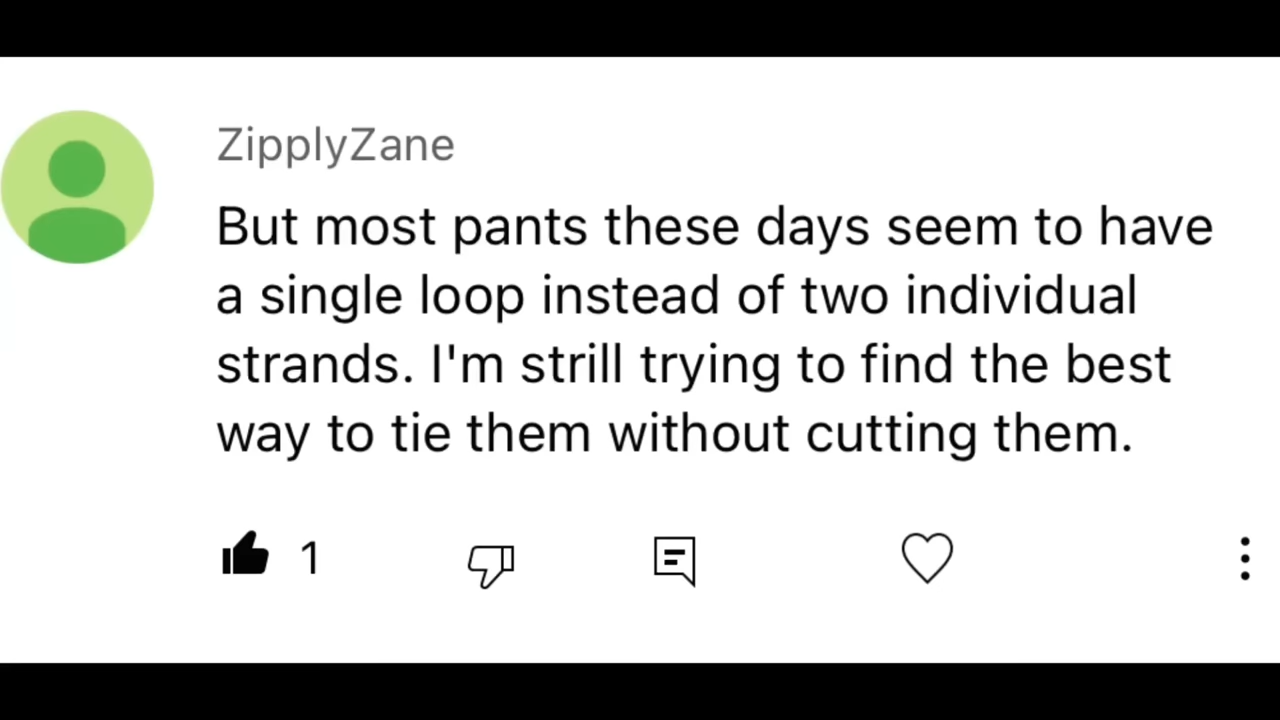 ZipplyZane
But most pants these days seem to have
a single loop instead of two individual
strands. I'm strill trying to find the best
way to tie them without cutting them.
1